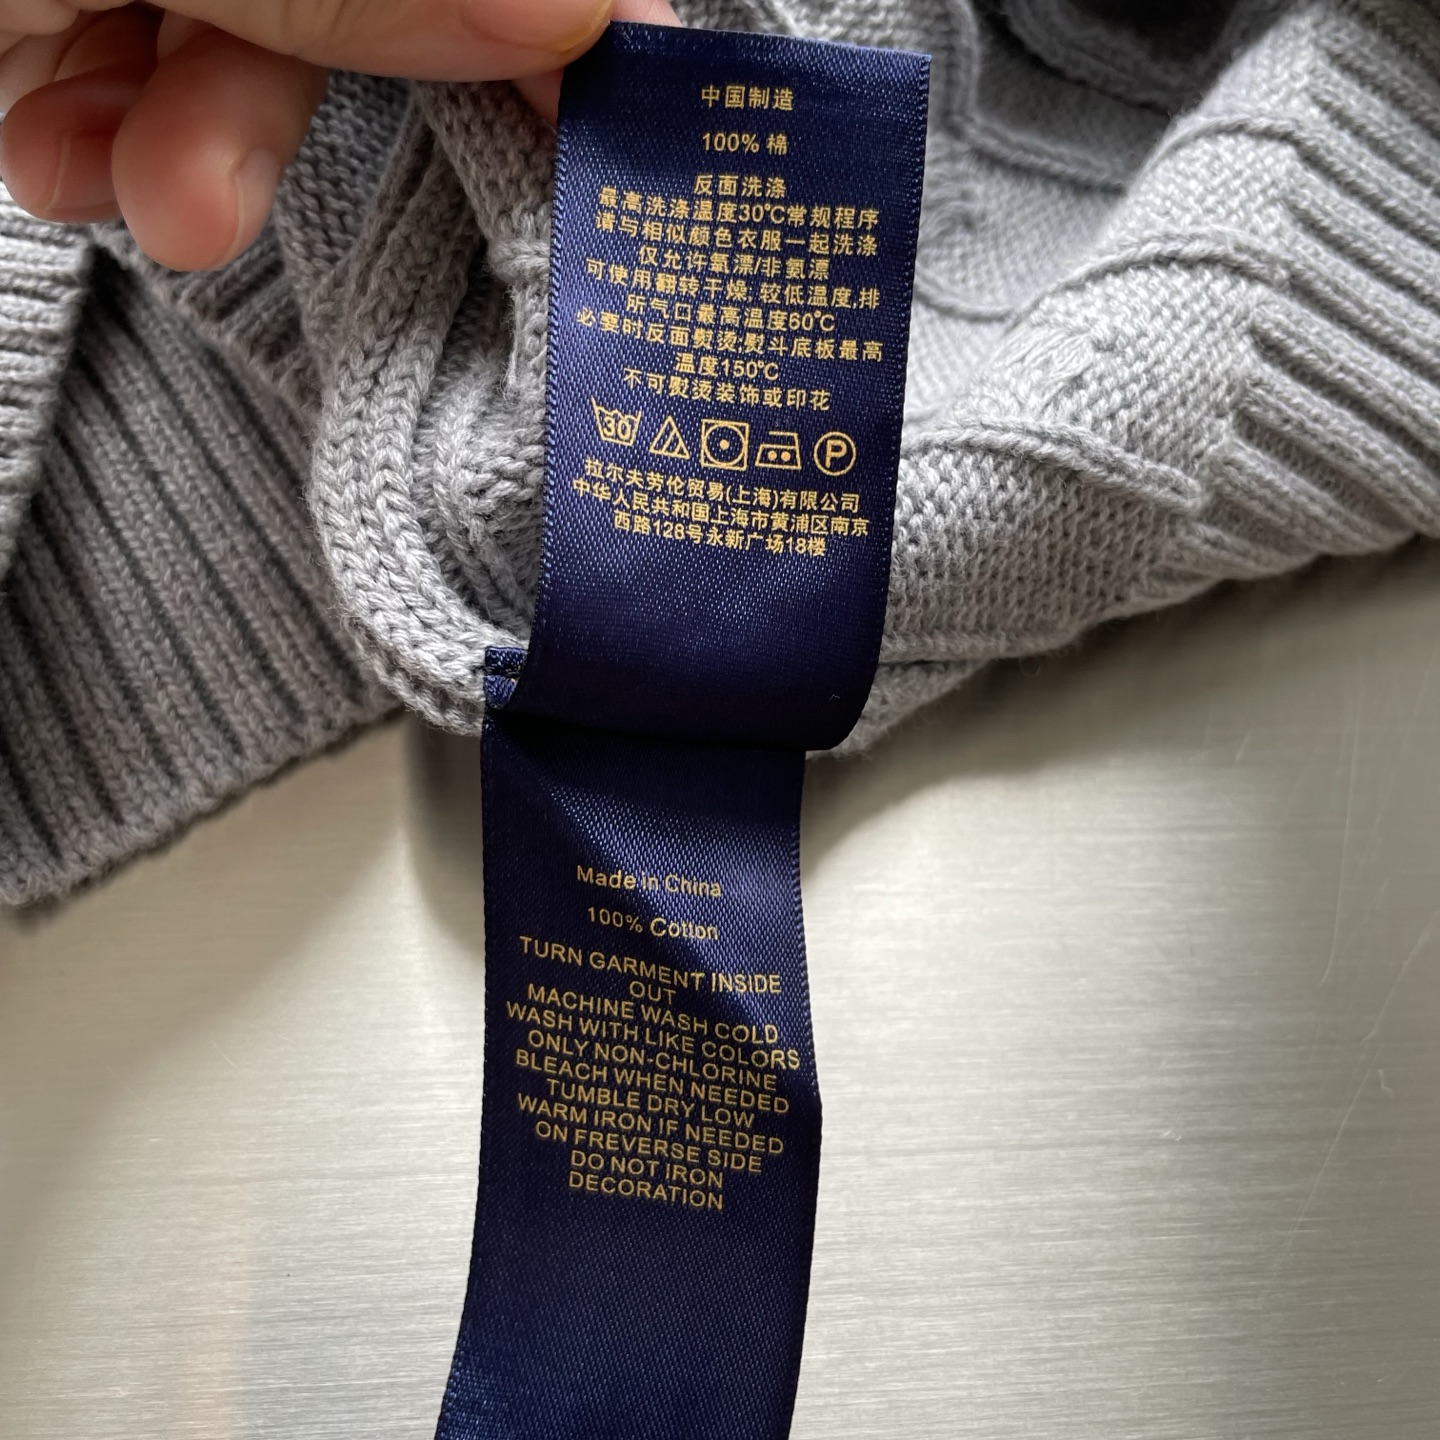 中国制造
100% 棉
反面洗涤
最高洗涤温度30℃常规程序
请与相似颜色衣服一起洗涤
仅允许氧漂/非氯漂
可使用翻转干燥,较低温度,排
所气口最高温度60℃
必要时反面熨烫,熨斗底板最高
温度150℃
不可熨烫装饰或印花
30 P
拉尔夫劳伦贸易(上海)有限公司
中华人民共和国上海市黄浦区南京
西路128号永新广场18楼
Made in China
100% Cotton
TURN GARMENT INSIDE
OUT
MACHINE WASH COLD
WASH WITH LIKE COLORS
ONLY NON-CHLORINE
BLEACH WHEN NEEDED
TUMBLE DRY LOW
WARM IRON IF NEEDED
ON FREVERSE SIDE
DO NOT IRON
DECORATION